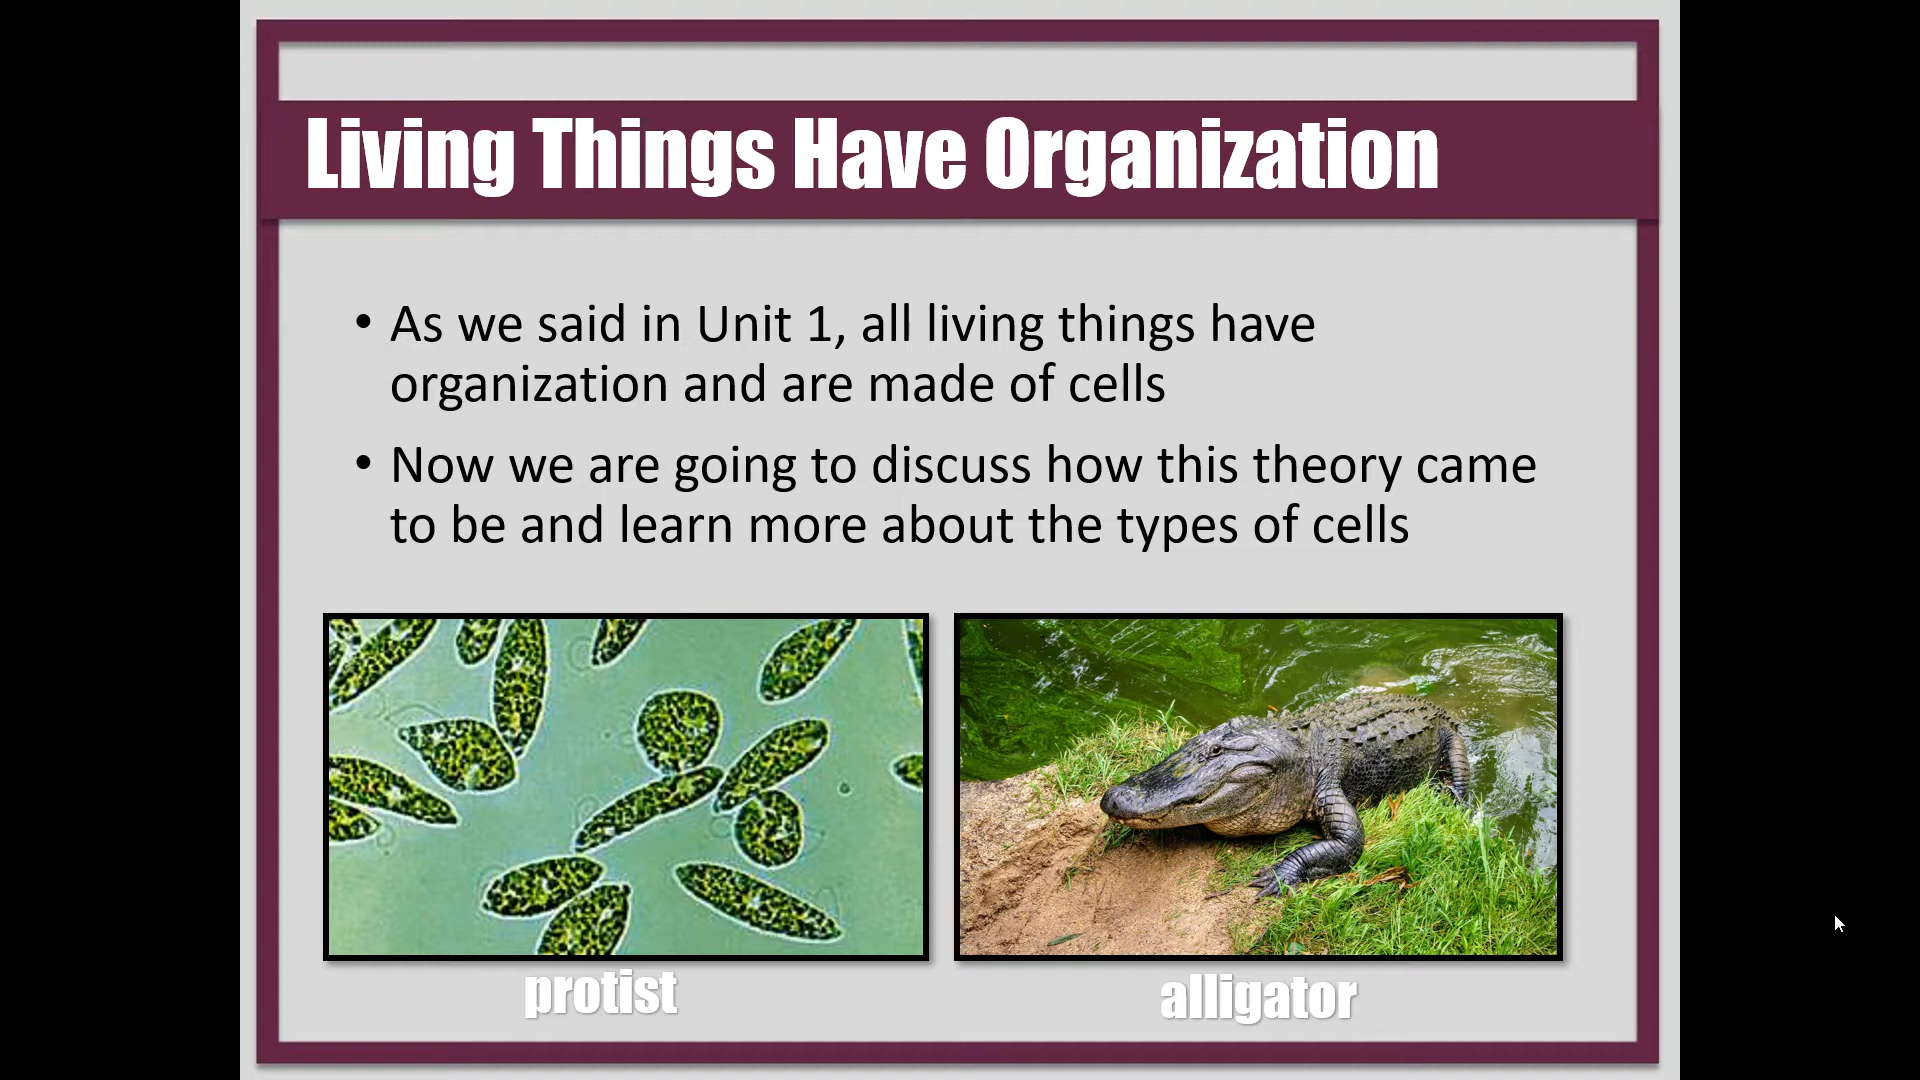 Living Things Have Organization
• As we said in Unit 1, all living things have
organization and are made of cells
• Now we are going to discuss how this theory came
to be and learn more about the types of cells
protist
alligator